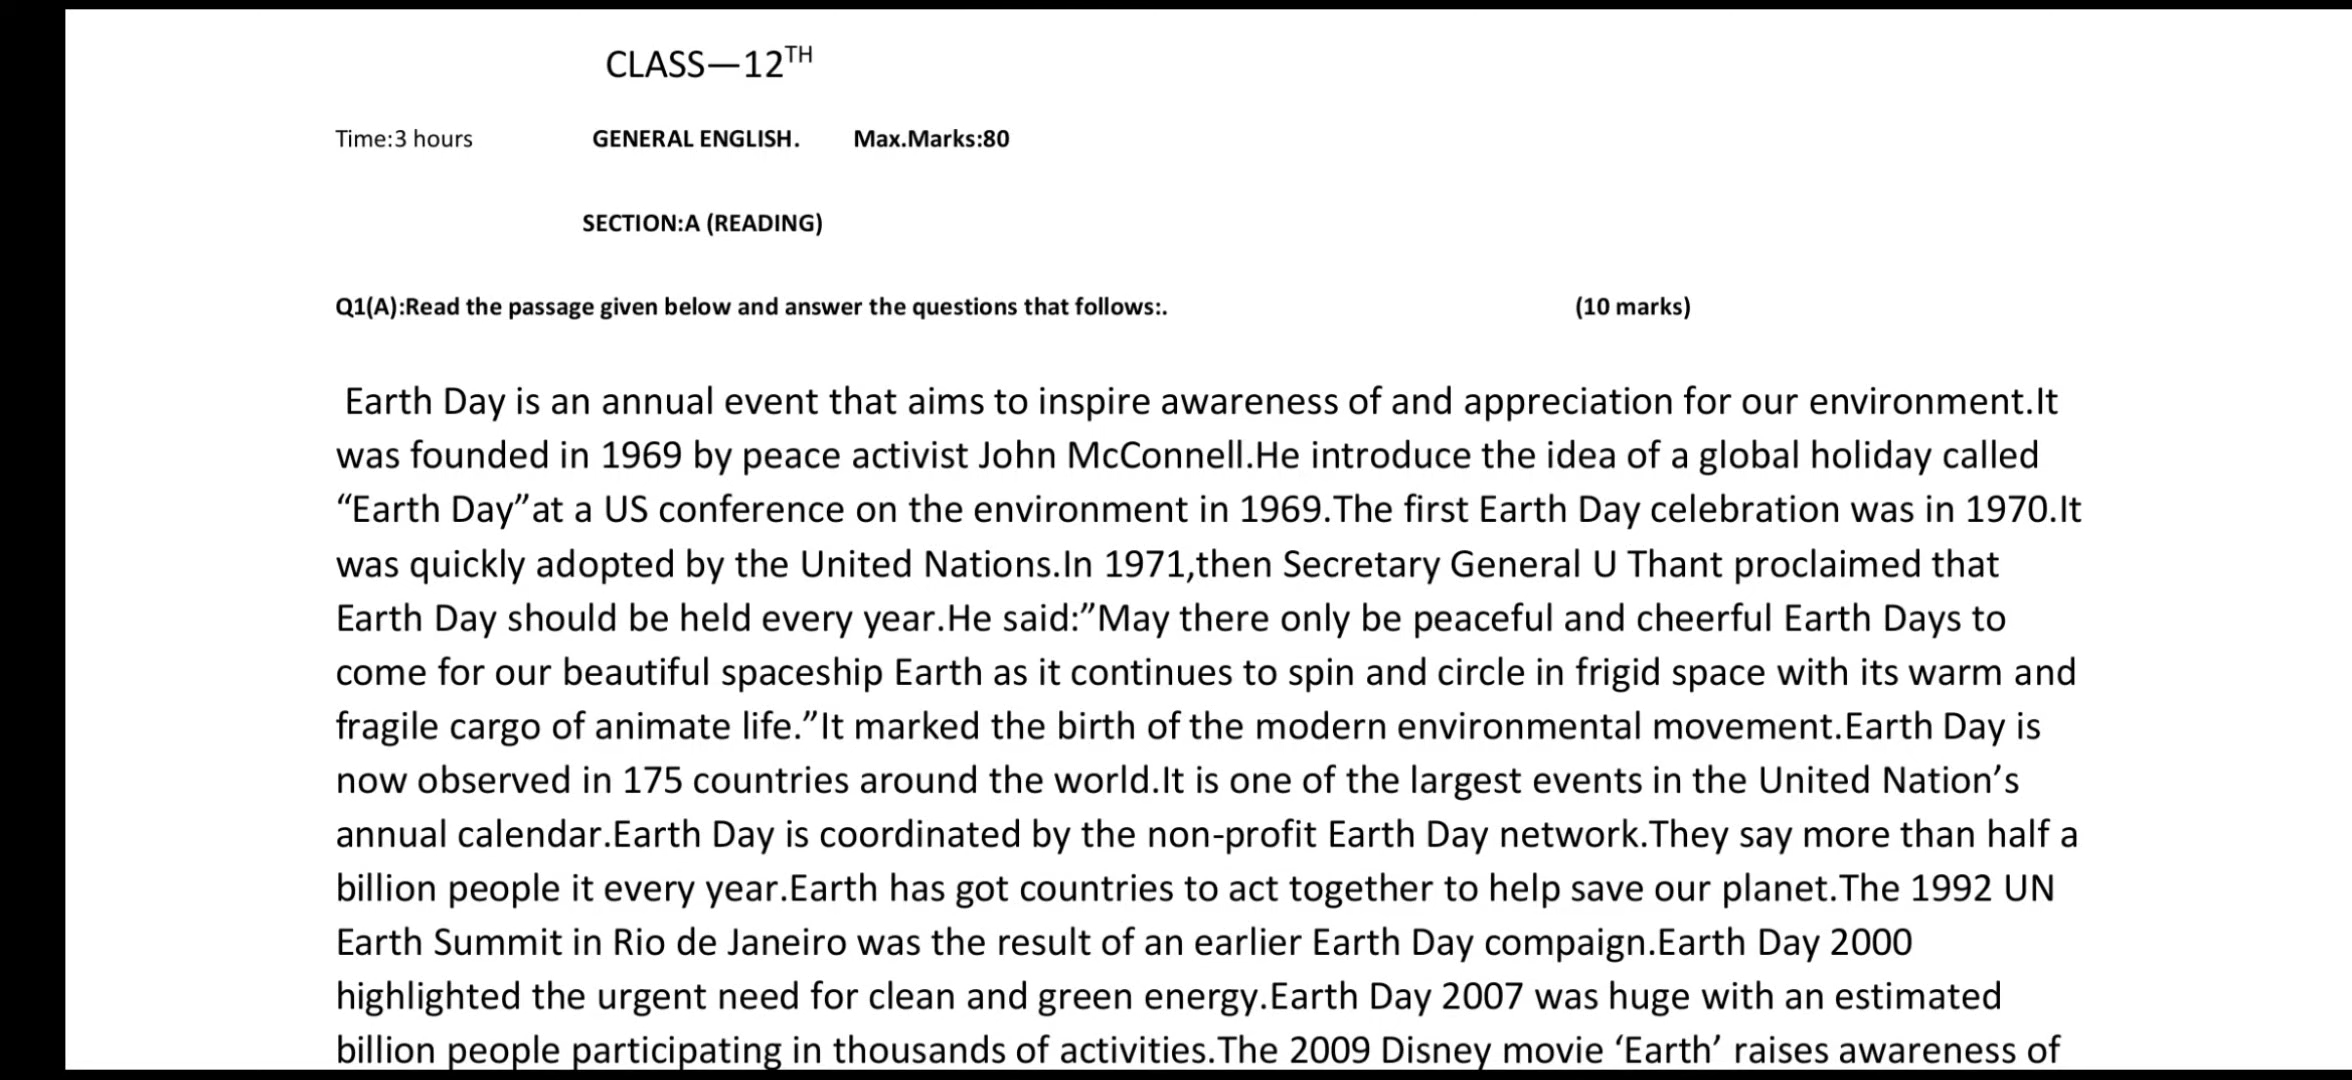 CLASS—12TH
Time:3 hours GENERAL ENGLISH. Max.Marks:80
SECTION:A (READING)
Q1(A):Read the passage given below and answer the questions that follows:. (10 marks)
Earth Day is an annual event that aims to inspire awareness of and appreciation for our environment.It
was founded in 1969 by peace activist John McConnell.He introduce the idea of a global holiday called
“Earth Day”at a US conference on the environment in 1969.The first Earth Day celebration was in 1970.It
was quickly adopted by the United Nations.In 1971,then Secretary General U Thant proclaimed that
Earth Day should be held every year.He said:”May there only be peaceful and cheerful Earth Days to
come for our beautiful spaceship Earth as it continues to spin and circle in frigid space with its warm and
fragile cargo of animate life.”It marked the birth of the modern environmental movement.Earth Day is
now observed in 175 countries around the world.It is one of the largest events in the United Nation’s
annual calendar.Earth Day is coordinated by the non-profit Earth Day network.They say more than half a
billion people it every year.Earth has got countries to act together to help save our planet.The 1992 UN
Earth Summit in Rio de Janeiro was the result of an earlier Earth Day compaign.Earth Day 2000
highlighted the urgent need for clean and green energy.Earth Day 2007 was huge with an estimated
billion people participating in thousands of activities.The 2009 Disney movie ‘Earth’ raises awareness of